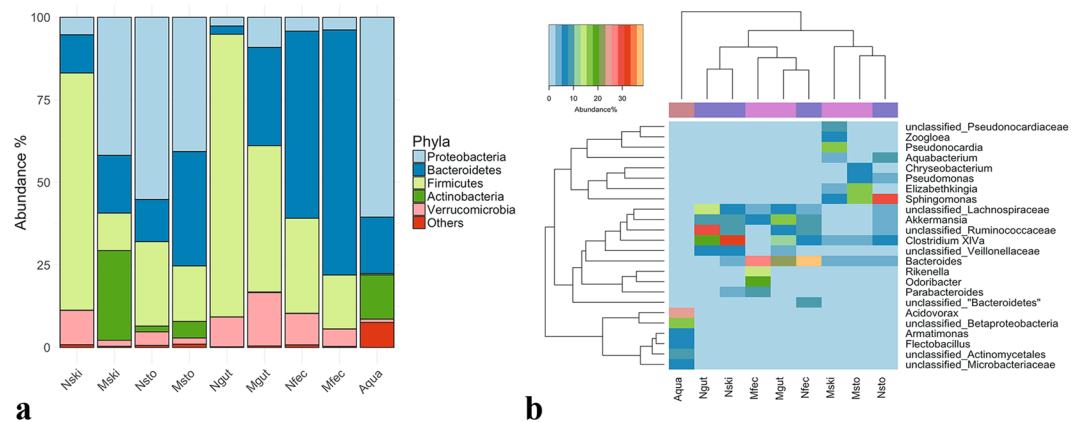 100
75
50
25
0
Abundance %
Nski
Mski
Nsto
Msto
Ngut
Mgut
Nfec
Mfec
Aqua
Phyla
Proteobacteria
Bacteroidetes
Firmicutes
Actinobacteria
Verrucomicrobia
Others
a
0 10 20 30
Abundance%
unclassified_Pseudonocardiaceae
Zoogloea
Pseudonocardia
Aquabacterium
Chryseobacterium
Pseudomonas
Elizabethkingia
Sphingomonas
unclassified_Lachnospiraceae
Akkermansia
unclassified_Ruminococcaceae
Clostridium XIVa
unclassified_Veillonellaceae
Bacteroides
Rikenella
Odoribacter
Parabacteroides
unclassified_"Bacteroidetes"
Acidovorax
unclassified_Betaproteobacteria
Armatimonas
Flectobacillus
unclassified_Actinomycetales
unclassified_Microbacteriaceae
Aqua
Ngut
Nski
Mfec
Mgut
Nfec
Mski
Msto
Nsto
b